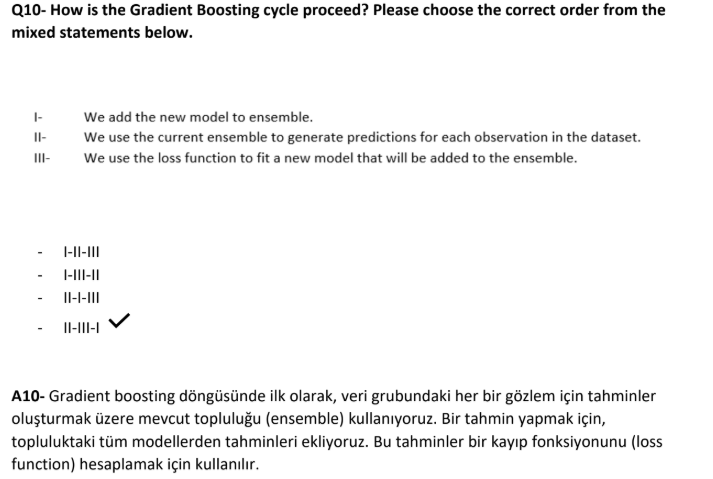 Q10- How is the Gradient Boosting cycle proceed? Please choose the correct order from the
mixed statements below.
I- We add the new model to ensemble.
II- We use the current ensemble to generate predictions for each observation in the dataset.
III- We use the loss function to fit a new model that will be added to the ensemble.
- I-II-III
- I-III-II
- II-I-III
- II-III-I ✓
A10- Gradient boosting döngüsünde ilk olarak, veri grubundaki her bir gözlem için tahminler
oluşturmak üzere mevcut topluluğu (ensemble) kullanıyoruz. Bir tahmin yapmak için,
topluluktaki tüm modellerden tahminleri ekliyoruz. Bu tahminler bir kayıp fonksiyonunu (loss
function) hesaplamak için kullanılır.